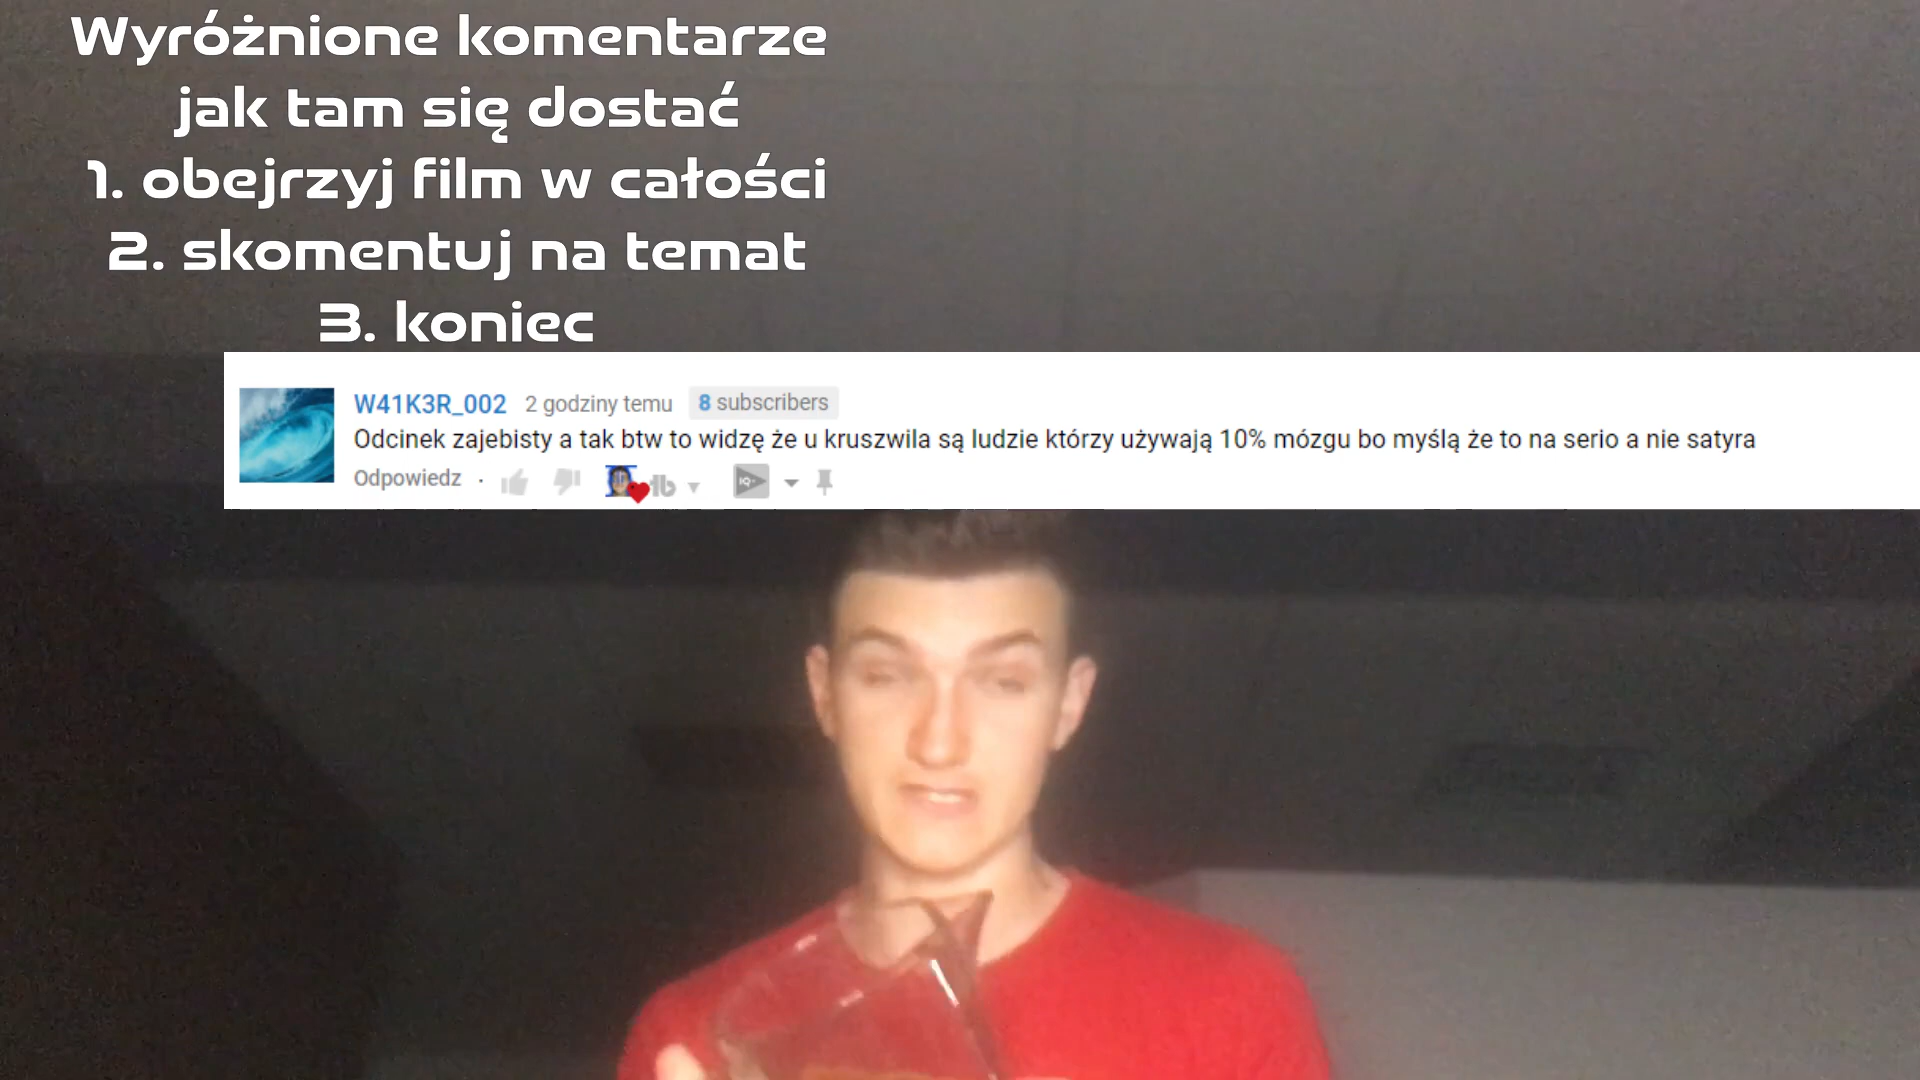 Wyróżnione komentarze
jak tam się dostać
1. obejrzyj film w całości
2. skomentuj na temat
3. koniec
W41K3R_002 2 godziny temu 8 subscribers
Odcinek zajebisty a tak btw to widzę że u kruszwila są ludzie którzy używają 10% mózgu bo myślą że to na serio a nie satyra
Odpowiedz · tb IQ